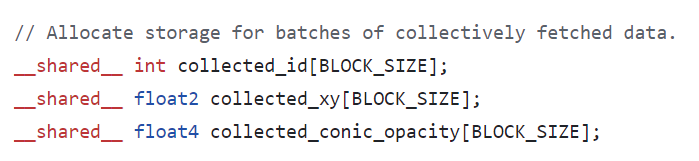 // Allocate storage for batches of collectively fetched data.
__shared__ int collected_id[BLOCK_SIZE];
__shared__ float2 collected_xy[BLOCK_SIZE];
__shared__ float4 collected_conic_opacity[BLOCK_SIZE];